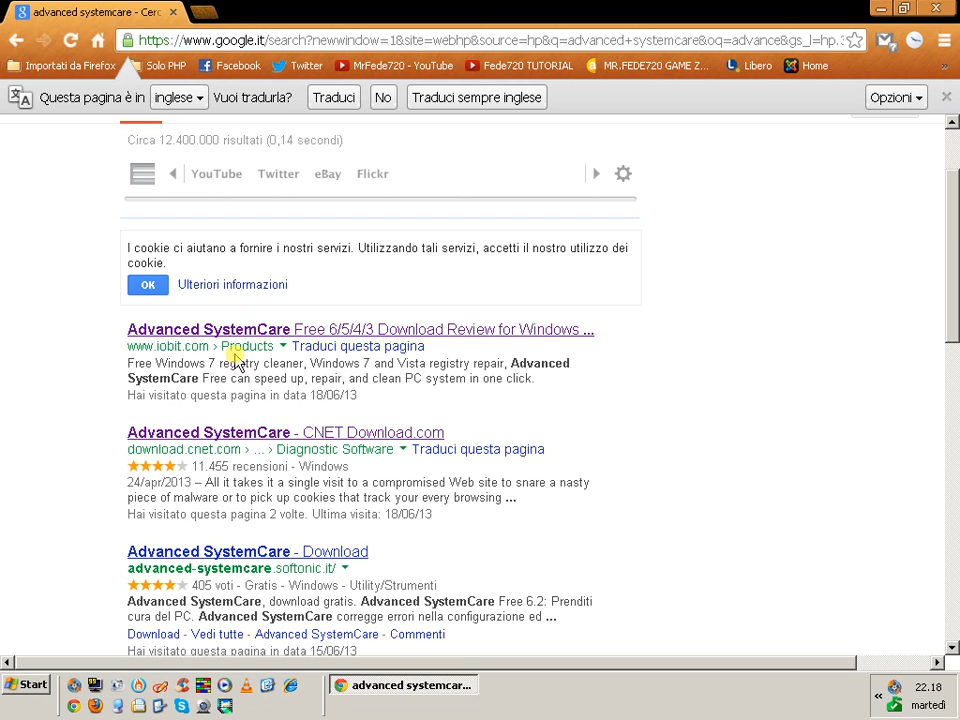 advanced systemcare - Cerc
https://www.google.it/search?newwindow=1&site=webhp&source=hp&q=advanced+systemcare&oq=advance&gs_l=hp.3
Importati da Firefox Solo PHP Facebook Twitter MrFede720 - YouTube Fede720 TUTORIAL MR.FEDE720 GAME Z... Libero Home »
Questa pagina è in inglese Vuoi tradurla? Traduci No Traduci sempre inglese Opzioni
Circa 12.400.000 risultati (0,14 secondi)
YouTube Twitter eBay Flickr
I cookie ci aiutano a fornire i nostri servizi. Utilizzando tali servizi, accetti il nostro utilizzo dei
cookie.
OK Ulteriori informazioni
Advanced SystemCare Free 6/5/4/3 Download Review for Windows ...
www.iobit.com › Products Traduci questa pagina
Free Windows 7 registry cleaner, Windows 7 and Vista registry repair, Advanced
SystemCare Free can speed up, repair, and clean PC system in one click.
Hai visitato questa pagina in data 18/06/13
Advanced SystemCare - CNET Download.com
download.cnet.com › ... › Diagnostic Software Traduci questa pagina
11.455 recensioni - Windows
24/apr/2013 – All it takes it a single visit to a compromised Web site to snare a nasty
piece of malware or to pick up cookies that track your every browsing ...
Hai visitato questa pagina 2 volte. Ultima visita: 18/06/13
Advanced SystemCare - Download
advanced-systemcare.softonic.it/
405 voti - Gratis - Windows - Utility/Strumenti
Advanced SystemCare, download gratis. Advanced SystemCare Free 6.2: Prenditi
cura del PC. Advanced SystemCare corregge errori nella configurazione ed ...
Download - Vedi tutte - Advanced SystemCare - Commenti
Hai visitato questa pagina in data 15/06/13
Start advanced systemcar... « 22.18
martedì